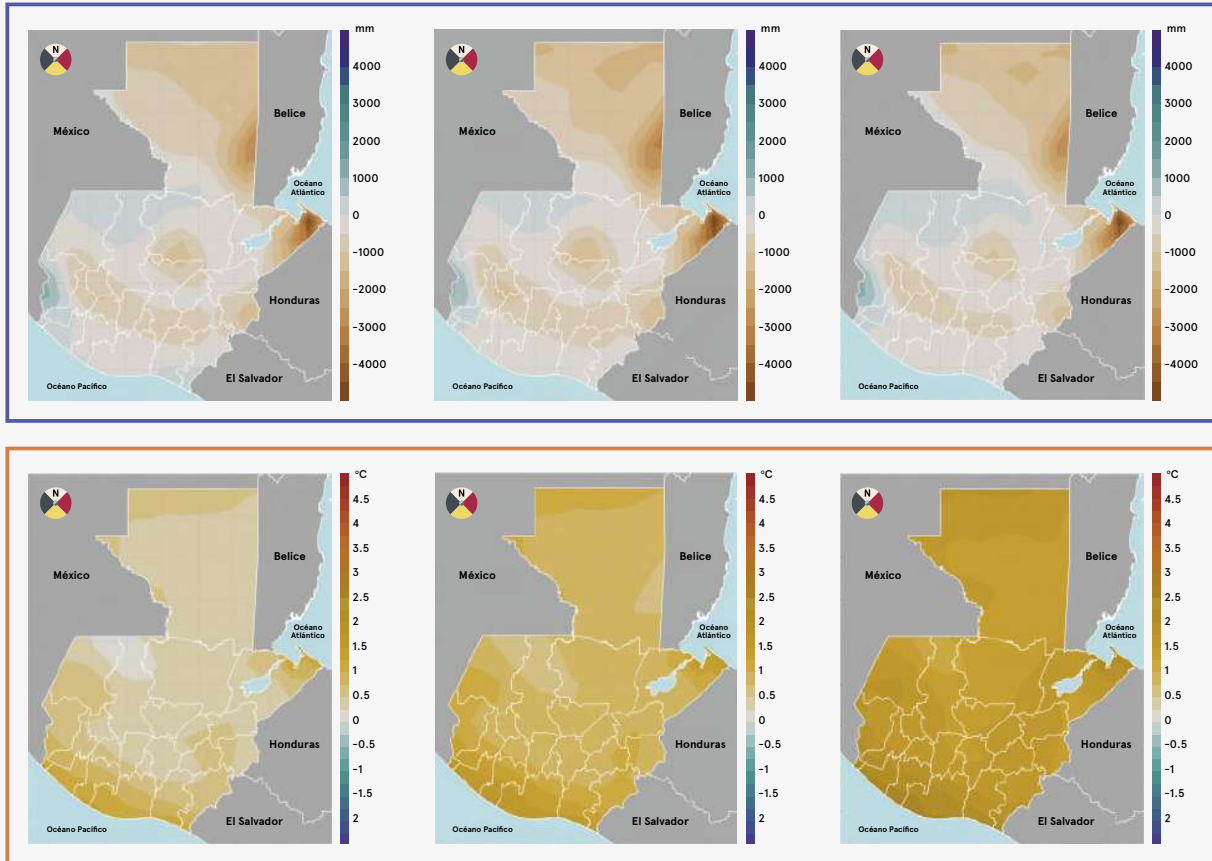 mm
N
4000
3000
Belice
México
2000
Océano
Atlántico
1000
0
-1000
-2000
Honduras
-3000
-4000
El Salvador
Océano Pacífico
mm
N
4000
3000
Belice
México
2000
Océano
Atlántico
1000
0
-1000
-2000
Honduras
-3000
-4000
El Salvador
Océano Pacífico
mm
N
4000
3000
Belice
México
2000
Océano
Atlántico
1000
0
-1000
-2000
Honduras
-3000
-4000
El Salvador
Océano Pacífico
°C
N
4.5
4
3.5
Belice
México
3
2.5
2
Océano
Atlántico
1.5
1
0.5
0
Honduras
-0.5
-1
-1.5
El Salvador
2
Océano Pacífico
°C
N
4.5
4
3.5
Belice
México
3
2.5
2
Océano
Atlántico
1.5
1
0.5
0
Honduras
-0.5
-1
-1.5
El Salvador
2
Océano Pacífico
°C
N
4.5
4
3.5
Belice
México
3
2.5
2
Océano
Atlántico
1.5
1
0.5
0
Honduras
-0.5
-1
-1.5
El Salvador
2
Océano Pacífico